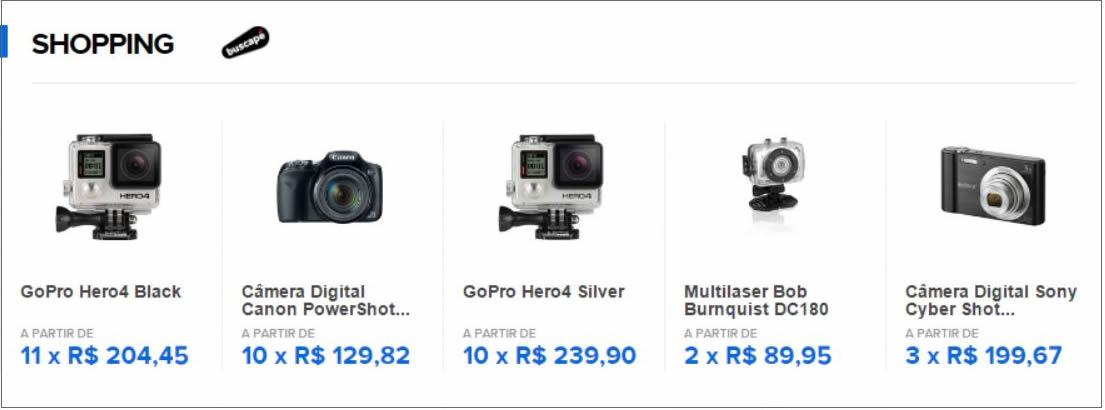 SHOPPING
buscapé
HERO4
Canon
HERO4
SONY
GoPro Hero4 Black
A PARTIR DE
11 x R$ 204,45
Câmera Digital
Canon PowerShot...
A PARTIR DE
10 x R$ 129,82
GoPro Hero4 Silver
A PARTIR DE
10 x R$ 239,90
Multilaser Bob
Burnquist DC180
A PARTIR DE
2 x R$ 89,95
Câmera Digital Sony
Cyber Shot...
A PARTIR DE
3 x R$ 199,67